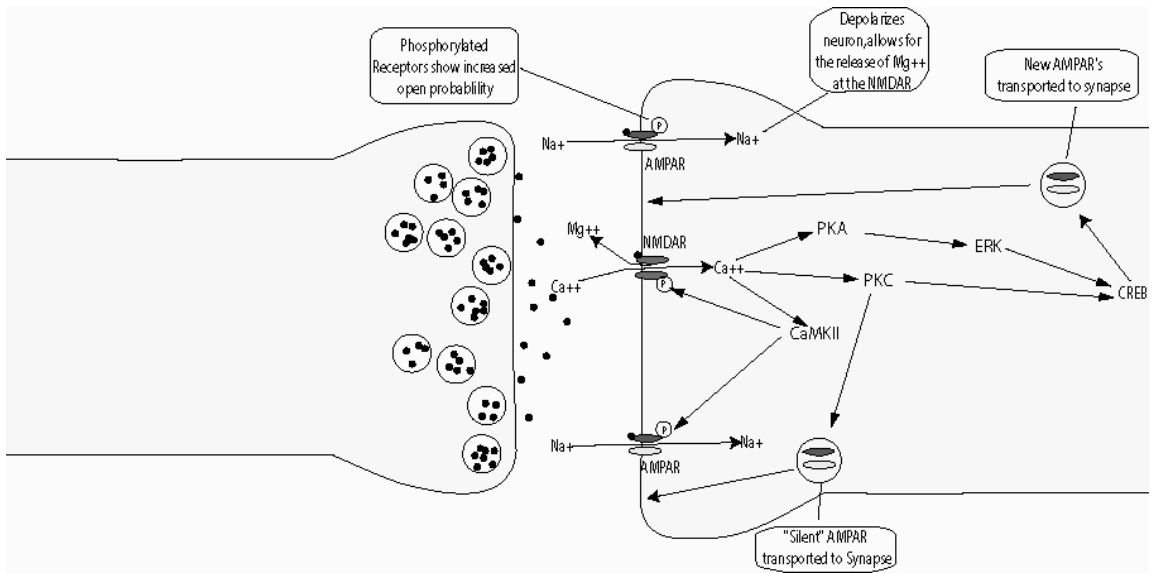 Phosphorylated
Receptors show increased
open probablility
Depolarizes
neuron,allows for
the release of Mg++
at the NMDAR
New AMPAR's
transported to synapse
P
Na+
Na+
AMPAR
Mg++
NMDAR
Ca++
Ca++
P
PKA
ERK
PKC
CREB
CaMKII
P
Na+
Na+
AMPAR
"Silent" AMPAR
transported to Synapse